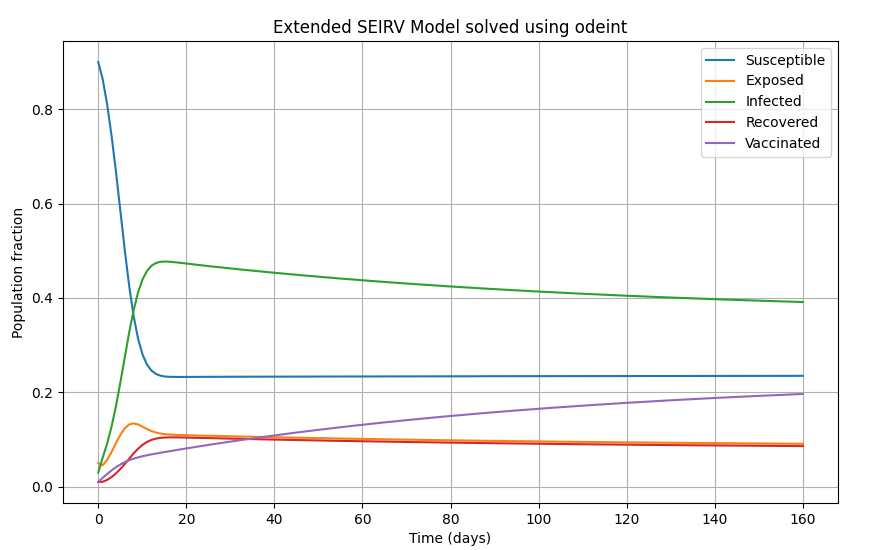 Extended SEIRV Model solved using odeint
Susceptible
Exposed
Infected
Recovered
Vaccinated
Population fraction
0.8
0.6
0.4
0.2
0.0
0 20 40 60 80 100 120 140 160
Time (days)